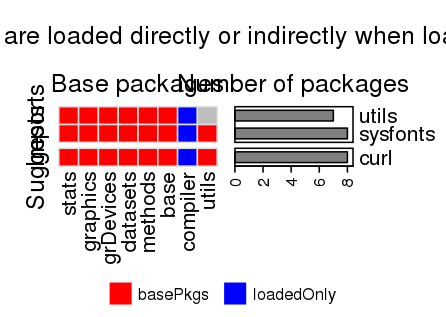 are loaded directly or indirectly when loa
Base packages
Number of packages
Imports
Suggests
utils
sysfonts
curl
stats
graphics
grDevices
datasets
methods
base
compiler
utils
0
2
4
6
8
basePkgs
loadedOnly